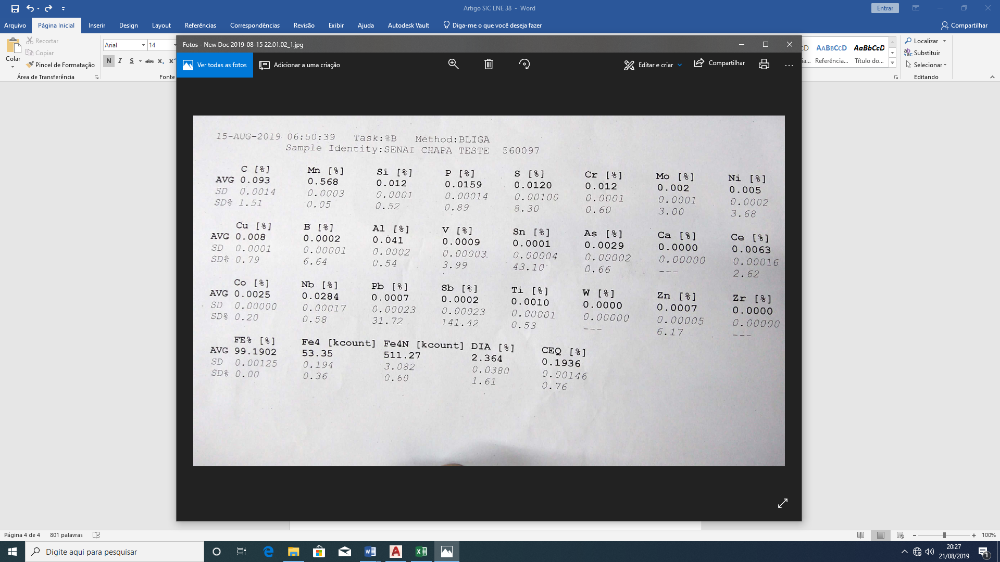 Artigo SIC LNE 38 - Word
Entrar
Arquivo Página Inicial Inserir Design Layout Referências Correspondências Revisão Exibir Ajuda Autodesk Vault Diga-me o que você deseja fazer Compartilhar
Colar
Recortar
Copiar
Pincel de Formatação
Área de Transferência
Arial 14
N I S abc x₂ x²
Fonte
AaBbCcD AaBbCcD
ia... Referência... Título do...
Localizar
Substituir
Selecionar
Editando
Fotos - New Doc 2019-08-15 22.01.02_1.jpg
Ver todas as fotos Adicionar a uma criação Editar e criar Compartilhar
15-AUG-2019 06:50:39 Task:%B Method:BLIGA
Sample Identity:SENAI CHAPA TESTE 560097
C [%] Mn [%] Si [%] P [%] S [%] Cr [%] Mo [%] Ni [%]
AVG 0.093 0.568 0.012 0.0159 0.0120 0.012 0.002 0.005
SD 0.0014 0.0003 0.0001 0.00014 0.00100 0.0001 0.0001 0.0002
SD% 1.51 0.05 0.52 0.89 8.30 0.60 3.00 3.68
Cu [%] B [%] Al [%] V [%] Sn [%] As [%] Ca [%] Ce [%]
AVG 0.008 0.0002 0.041 0.0009 0.0001 0.0029 0.0000 0.0063
SD 0.0001 0.00001 0.0002 0.00003 0.00004 0.00002 0.00000 0.00016
SD% 0.79 6.64 0.54 3.99 43.10 0.66 --- 2.62
Co [%] Nb [%] Pb [%] Sb [%] Ti [%] W [%] Zn [%] Zr [%]
AVG 0.0025 0.0284 0.0007 0.0002 0.0010 0.0000 0.0007 0.0000
SD 0.00000 0.00017 0.00023 0.00023 0.00001 0.00000 0.00005 0.00000
SD% 0.20 0.58 31.72 141.42 0.53 --- 6.17 ---
FE% [%] Fe4 [kcount] Fe4N [kcount] DIA [%] CEQ [%]
AVG 99.1902 53.35 511.27 2.364 0.1936
SD 0.00125 0.194 3.082 0.0380 0.00146
SD% 0.00 0.36 0.60 1.61 0.76
Página 4 de 4 801 palavras 100%
Digite aqui para pesquisar
20:27
21/08/2019
1